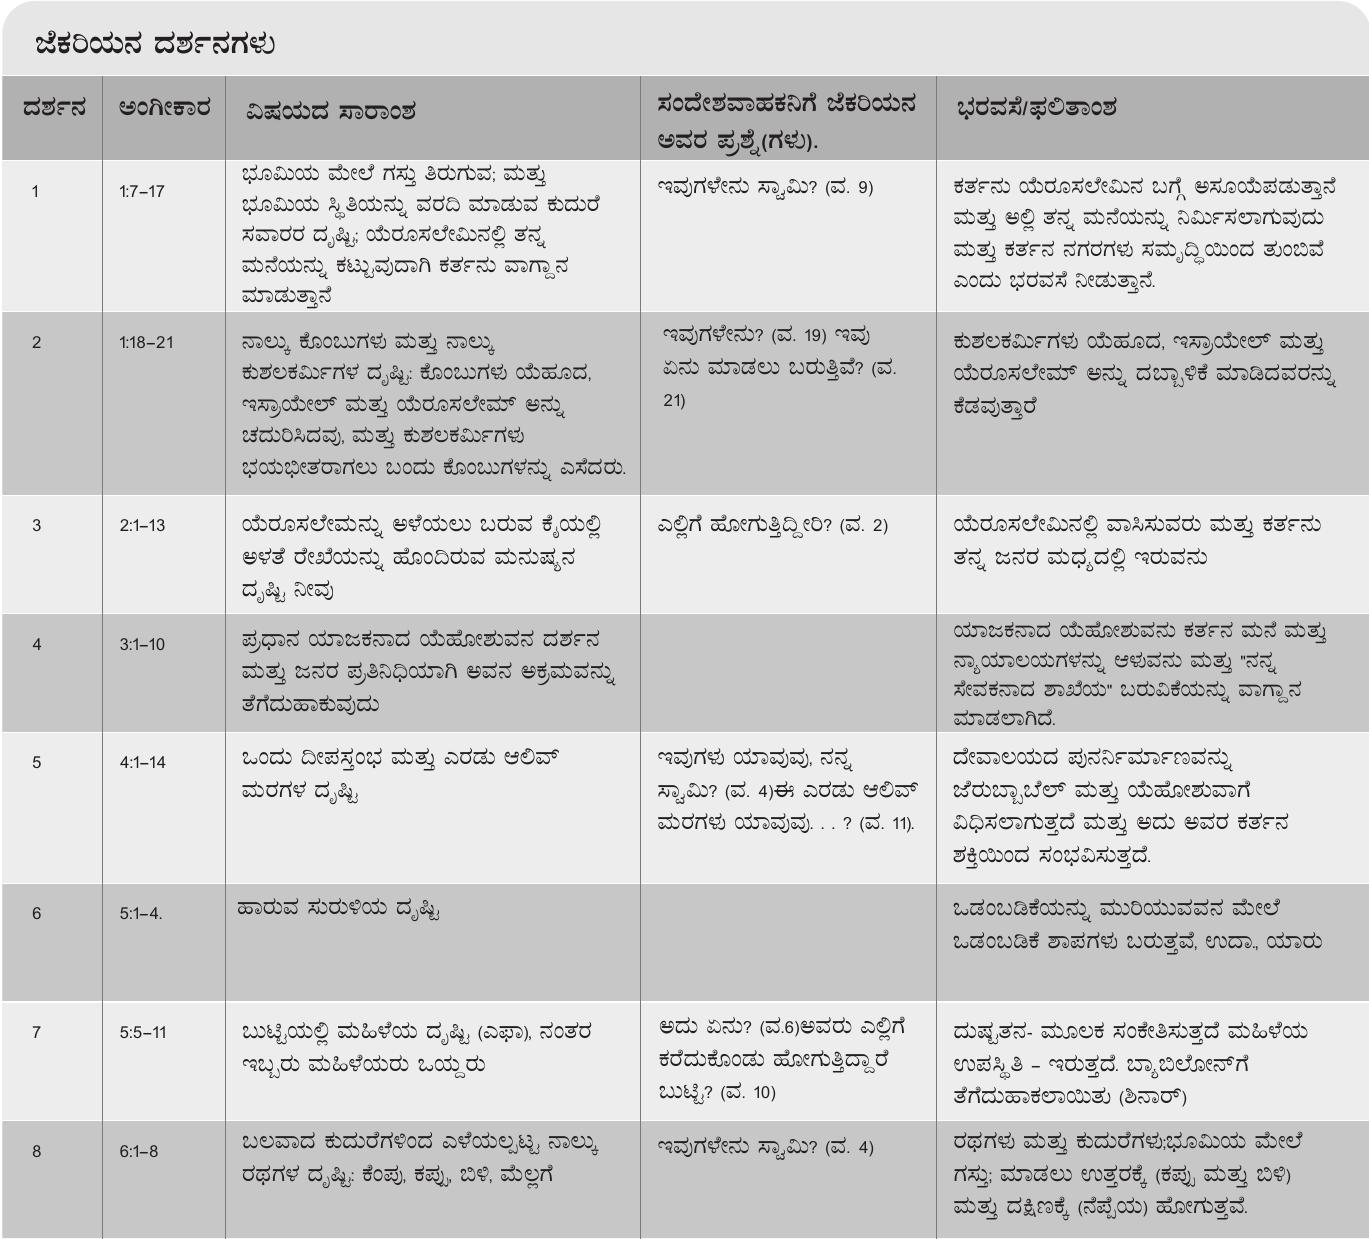 ಜೆಕರಿಯನ ದರ್ಶನಗಳು
ದರ್ಶನ
ಅಂಗೀಕಾರ
ವಿಷಯದ ಸಾರಾಂಶ
ಸಂದೇಶವಾಹಕನಿಗೆ ಜೆಕರಿಯನ
ಅವರ ಪ್ರಶ್ನೆ(ಗಳು).
ಭರವಸೆ/ಫಲಿತಾಂಶ
1
1:7–17
ಭೂಮಿಯ ಮೇಲೆ ಗಸ್ತು ತಿರುಗುವ; ಮತ್ತು
ಭೂಮಿಯ ಸ್ಥಿತಿಯನ್ನು ವರದಿ ಮಾಡುವ ಕುದುರೆ
ಸವಾರರ ದೃಷ್ಟಿ; ಯೆರೂಸಲೇಮಿನಲ್ಲಿ ತನ್ನ
ಮನೆಯನ್ನು ಕಟ್ಟುವುದಾಗಿ ಕರ್ತನು ವಾಗ್ದಾನ
ಮಾಡುತ್ತಾನೆ
ಇವುಗಳೇನು ಸ್ವಾಮಿ? (ವ. 9)
ಕರ್ತನು ಯೆರೂಸಲೇಮಿನ ಬಗ್ಗೆ ಅಸೂಯೆಪಡುತ್ತಾನೆ
ಮತ್ತು ಅಲ್ಲಿ ತನ್ನ ಮನೆಯನ್ನು ನಿರ್ಮಿಸಲಾಗುವುದು
ಮತ್ತು ಕರ್ತನ ನಗರಗಳು ಸಮೃದ್ಧಿಯಿಂದ ತುಂಬಿವೆ
ಎಂದು ಭರವಸೆ ನೀಡುತ್ತಾನೆ.
2
1:18–21
ನಾಲ್ಕು ಕೊಂಬುಗಳು ಮತ್ತು ನಾಲ್ಕು
ಕುಶಲಕರ್ಮಿಗಳ ದೃಷ್ಟಿ: ಕೊಂಬುಗಳು ಯೆಹೂದ,
ಇಸ್ರಾಯೇಲ್ ಮತ್ತು ಯೆರೂಸಲೇಮ್ ಅನ್ನು
ಚದುರಿಸಿದವು, ಮತ್ತು ಕುಶಲಕರ್ಮಿಗಳು
ಭಯಭೀತರಾಗಲು ಬಂದು ಕೊಂಬುಗಳನ್ನು ಎಸೆದರು.
ಇವುಗಳೇನು? (ವ. 19) ಇವು
ಏನು ಮಾಡಲು ಬರುತ್ತಿವೆ? (ವ.
21)
ಕುಶಲಕರ್ಮಿಗಳು ಯೆಹೂದ, ಇಸ್ರಾಯೇಲ್ ಮತ್ತು
ಯೆರೂಸಲೇಮ್ ಅನ್ನು ದಬ್ಬಾಳಿಕೆ ಮಾಡಿದವರನ್ನು
ಕೆಡವುತ್ತಾರೆ
3
2:1–13
ಯೆರೂಸಲೇಮನ್ನು ಅಳೆಯಲು ಬರುವ ಕೈಯಲ್ಲಿ
ಅಳತೆ ರೇಖೆಯನ್ನು ಹೊಂದಿರುವ ಮನುಷ್ಯನ
ದೃಷ್ಟಿ ನೀವು
ಎಲ್ಲಿಗೆ ಹೋಗುತ್ತಿದ್ದೀರಿ? (ವ. 2)
ಯೆರೂಸಲೇಮಿನಲ್ಲಿ ವಾಸಿಸುವರು ಮತ್ತು ಕರ್ತನು
ತನ್ನ ಜನರ ಮಧ್ಯದಲ್ಲಿ ಇರುವನು
4
3:1–10
ಪ್ರಧಾನ ಯಾಜಕನಾದ ಯೆಹೋಶುವನ ದರ್ಶನ
ಮತ್ತು ಜನರ ಪ್ರತಿನಿಧಿಯಾಗಿ ಅವನ ಅಕ್ರಮವನ್ನು
ತೆಗೆದುಹಾಕುವುದು
ಯಾಜಕನಾದ ಯೆಹೋಶುವನು ಕರ್ತನ ಮನೆ ಮತ್ತು
ನ್ಯಾಯಾಲಯಗಳನ್ನು ಆಳುವನು ಮತ್ತು "ನನ್ನ
ಸೇವಕನಾದ ಶಾಖೆಯ" ಬರುವಿಕೆಯನ್ನು ವಾಗ್ದಾನ
ಮಾಡಲಾಗಿದೆ.
5
4:1–14
ಒಂದು ದೀಪಸ್ತಂಭ ಮತ್ತು ಎರಡು ಆಲಿವ್
ಮರಗಳ ದೃಷ್ಟಿ
ಇವುಗಳು ಯಾವುವು, ನನ್ನ
ಸ್ವಾಮಿ? (ವ. 4)ಈ ಎರಡು ಆಲಿವ್
ಮರಗಳು ಯಾವುವು. . . ? (ವ. 11).
ದೇವಾಲಯದ ಪುನರ್ನಿರ್ಮಾಣವನ್ನು
ಜೆರುಬ್ಬಾಬೆಲ್ ಮತ್ತು ಯೆಹೋಶುವಾಗೆ
ವಿಧಿಸಲಾಗುತ್ತದೆ ಮತ್ತು ಅದು ಅವರ ಕರ್ತನ
ಶಕ್ತಿಯಿಂದ ಸಂಭವಿಸುತ್ತದೆ.
6
5:1–4.
ಹಾರುವ ಸುರುಳಿಯ ದೃಷ್ಟಿ
ಒಡಂಬಡಿಕೆಯನ್ನು ಮುರಿಯುವವನ ಮೇಲೆ
ಒಡಂಬಡಿಕೆ ಶಾಪಗಳು ಬರುತ್ತವೆ, ಉದಾ., ಯಾರು
7
5:5–11
ಬುಟ್ಟಿಯಲ್ಲಿ ಮಹಿಳೆಯ ದೃಷ್ಟಿ (ಎಫಾ), ನಂತರ
ಇಬ್ಬರು ಮಹಿಳೆಯರು ಒಯ್ದರು
ಅದು ಏನು? (ವ.6)ಅವರು ಎಲ್ಲಿಗೆ
ಕರೆದುಕೊಂಡು ಹೋಗುತ್ತಿದ್ದಾರೆ
ಬುಟ್ಟಿ? (ವ. 10)
ದುಷ್ಟತನ- ಮೂಲಕ ಸಂಕೇತಿಸುತ್ತದೆ ಮಹಿಳೆಯ
ಉಪಸ್ಥಿತಿ – ಇರುತ್ತದೆ. ಬ್ಯಾಬಿಲೋನ್‌ಗೆ
ತೆಗೆದುಹಾಕಲಾಯಿತು (ಶಿನಾರ್)
8
6:1–8
ಬಲವಾದ ಕುದುರೆಗಳಿಂದ ಎಳೆಯಲ್ಪಟ್ಟ ನಾಲ್ಕು
ರಥಗಳ ದೃಷ್ಟಿ: ಕೆಂಪು, ಕಪ್ಪು, ಬಿಳಿ, ಮೆಲ್ಲಗೆ
ಇವುಗಳೇನು ಸ್ವಾಮಿ? (ವ. 4)
ರಥಗಳು ಮತ್ತು ಕುದುರೆಗಳು;ಭೂಮಿಯ ಮೇಲೆ
ಗಸ್ತು; ಮಾಡಲು ಉತ್ತರಕ್ಕೆ (ಕಪ್ಪು ಮತ್ತು ಬಿಳಿ)
ಮತ್ತು ದಕ್ಷಿಣಕ್ಕೆ (ನೆಪ್ಪೆಯ) ಹೋಗುತ್ತವೆ.